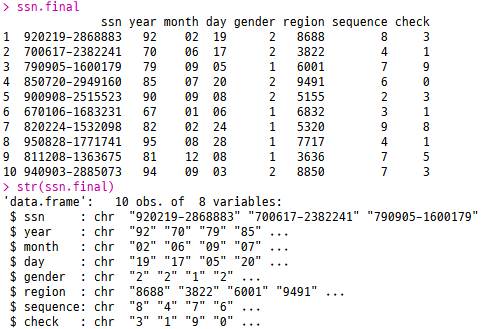 > ssn.final
ssn year month day gender region sequence check
1 920219-2868883 92 02 19 2 8688 8 3
2 700617-2382241 70 06 17 2 3822 4 1
3 790905-1600179 79 09 05 1 6001 7 9
4 850720-2949160 85 07 20 2 9491 6 0
5 900908-2515523 90 09 08 2 5155 2 3
6 670106-1683231 67 01 06 1 6832 3 1
7 820224-1532098 82 02 24 1 5320 9 8
8 950828-1771741 95 08 28 1 7717 4 1
9 811208-1363675 81 12 08 1 3636 7 5
10 940903-2885073 94 09 03 2 8850 7 3
> str(ssn.final)
'data.frame': 10 obs. of 8 variables:
$ ssn : chr "920219-2868883" "700617-2382241" "790905-1600179"
$ year : chr "92" "70" "79" "85" ...
$ month : chr "02" "06" "09" "07" ...
$ day : chr "19" "17" "05" "20" ...
$ gender : chr "2" "2" "1" "2" ...
$ region : chr "8688" "3822" "6001" "9491" ...
$ sequence: chr "8" "4" "7" "6" ...
$ check : chr "3" "1" "9" "0" ...